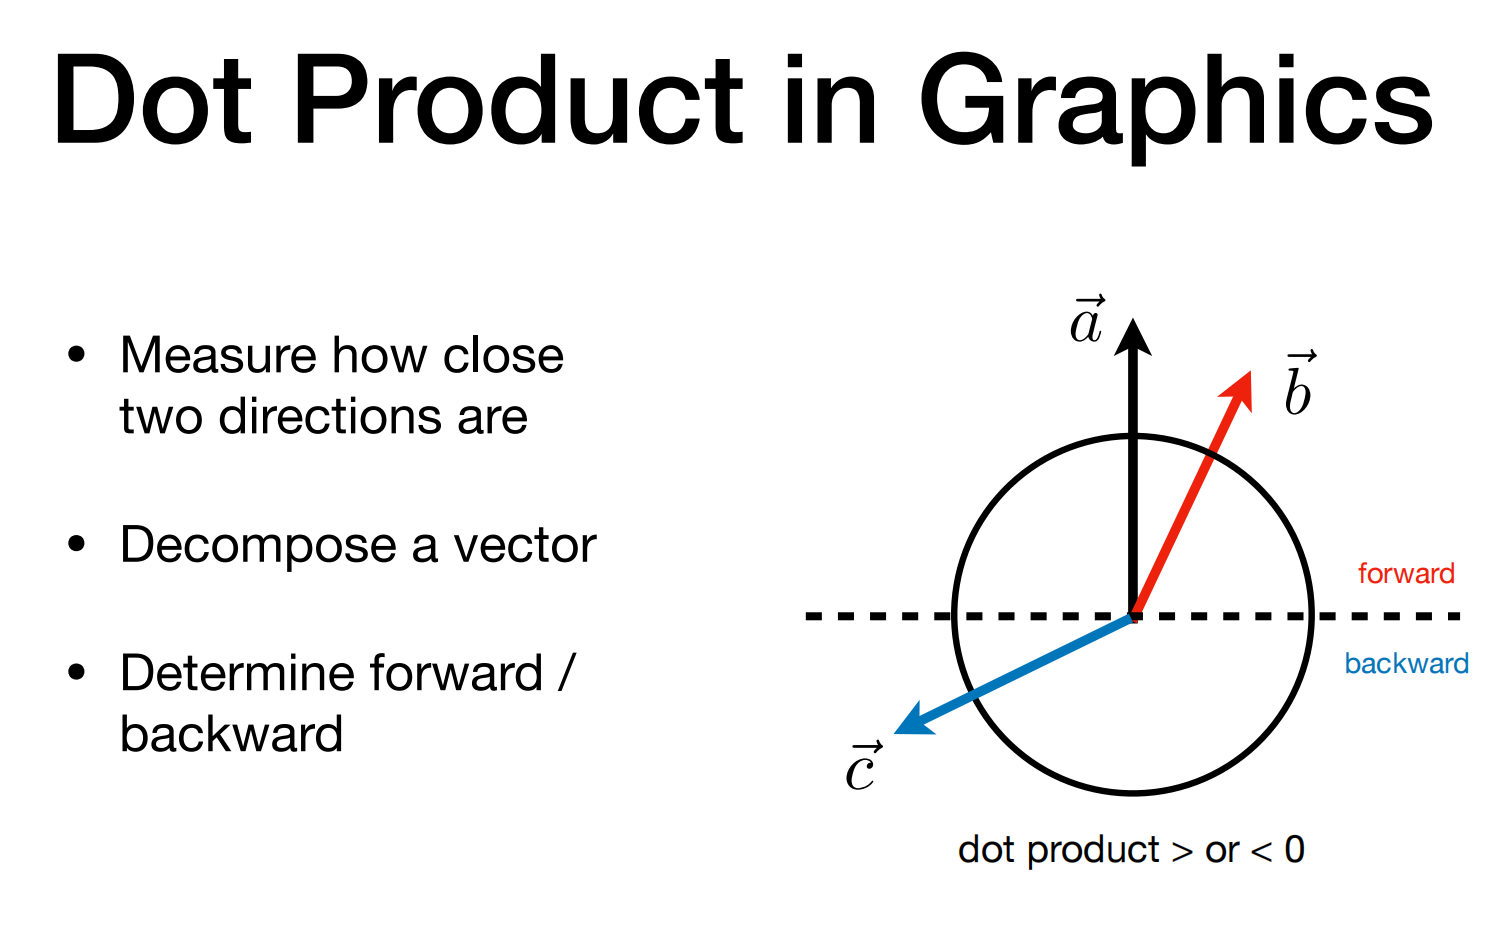 Dot Product in Graphics
• Measure how close
two directions are
• Decompose a vector
• Determine forward /
backward
$\vec{a}$
$\vec{b}$
forward
backward
$\vec{c}$
dot product > or < 0